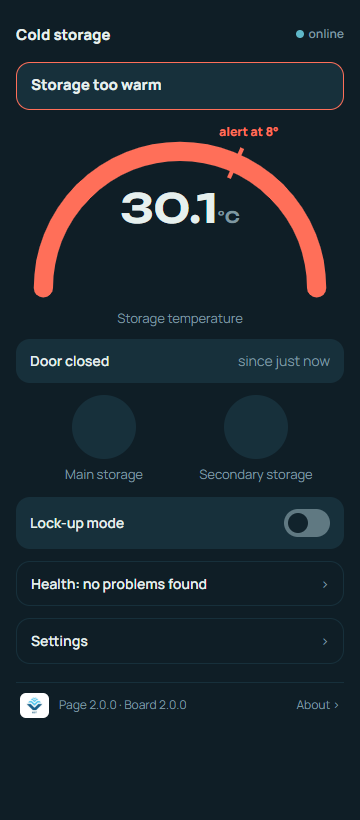 Cold storage
online
Storage too warm
alert at 8°
30.1°C
Storage temperature
Door closed
since just now
Main storage
Secondary storage
Lock-up mode
Health: no problems found ›
Settings ›
Page 2.0.0 · Board 2.0.0
About ›